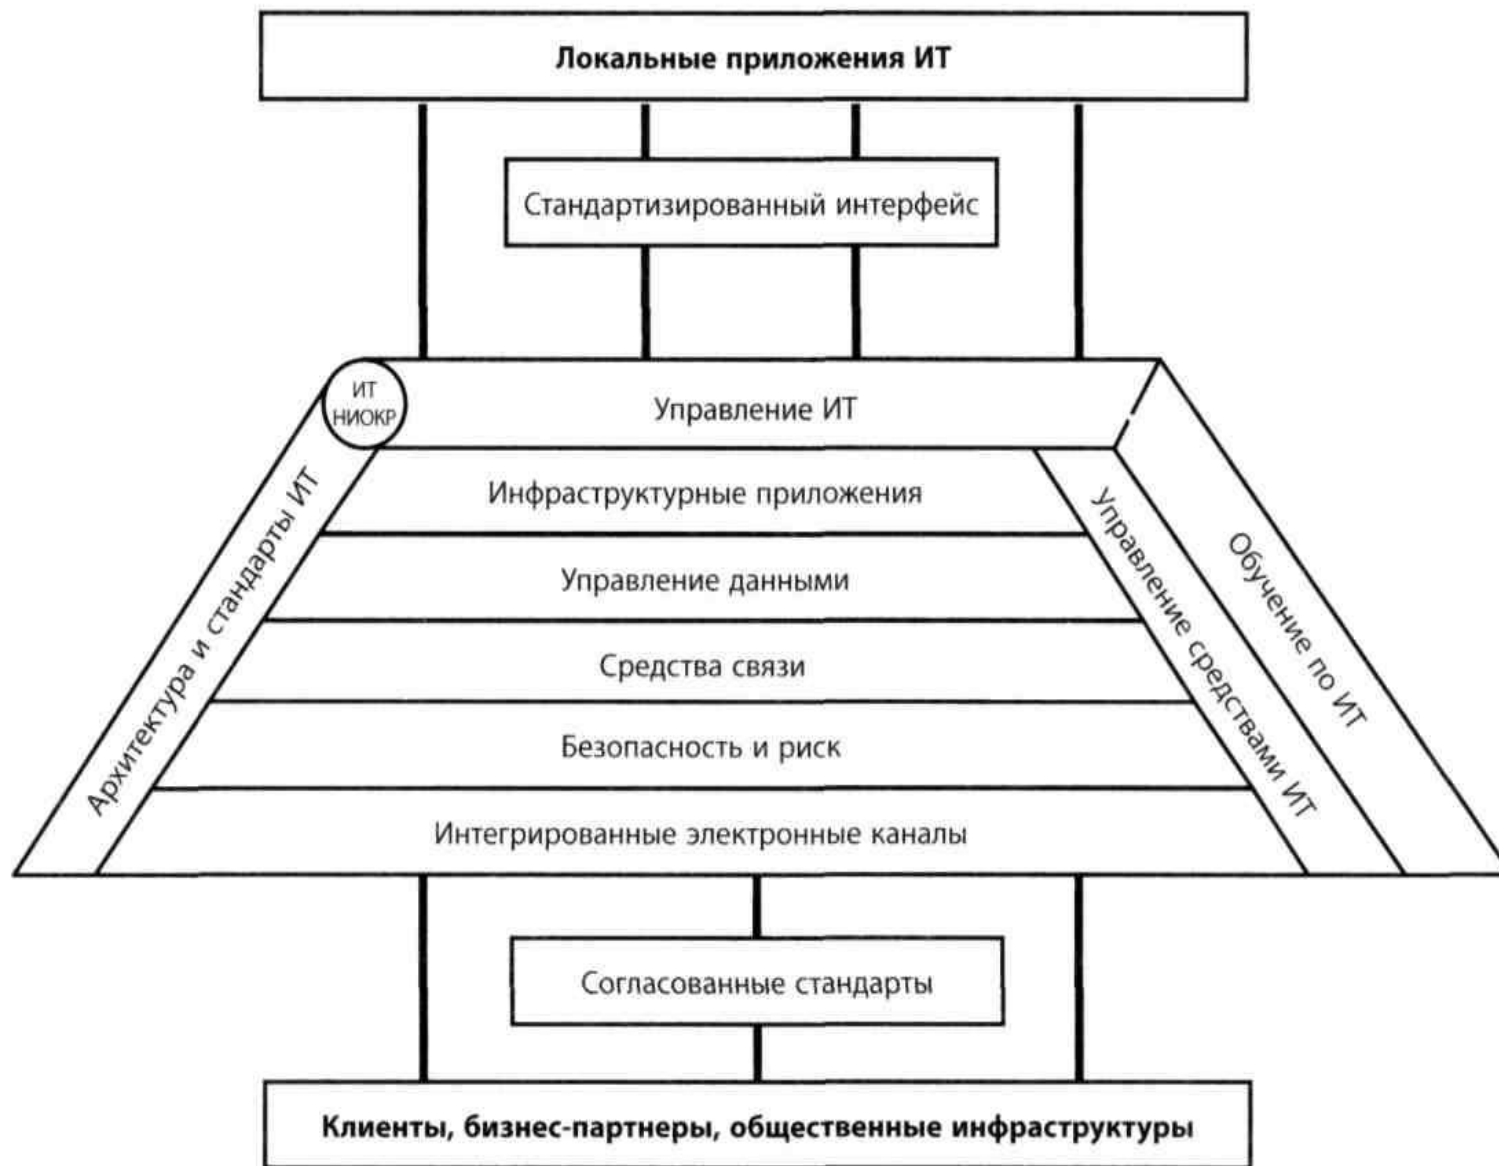 Локальные приложения ИТ
Стандартизированный интерфейс
ИТ
НИОКР
Управление ИТ
Архитектура и стандарты ИТ
Инфраструктурные приложения
Управление данными
Средства связи
Безопасность и риск
Интегрированные электронные каналы
Управление средствами ИТ
Обучение по ИТ
Согласованные стандарты
Клиенты, бизнес-партнеры, общественные инфраструктуры